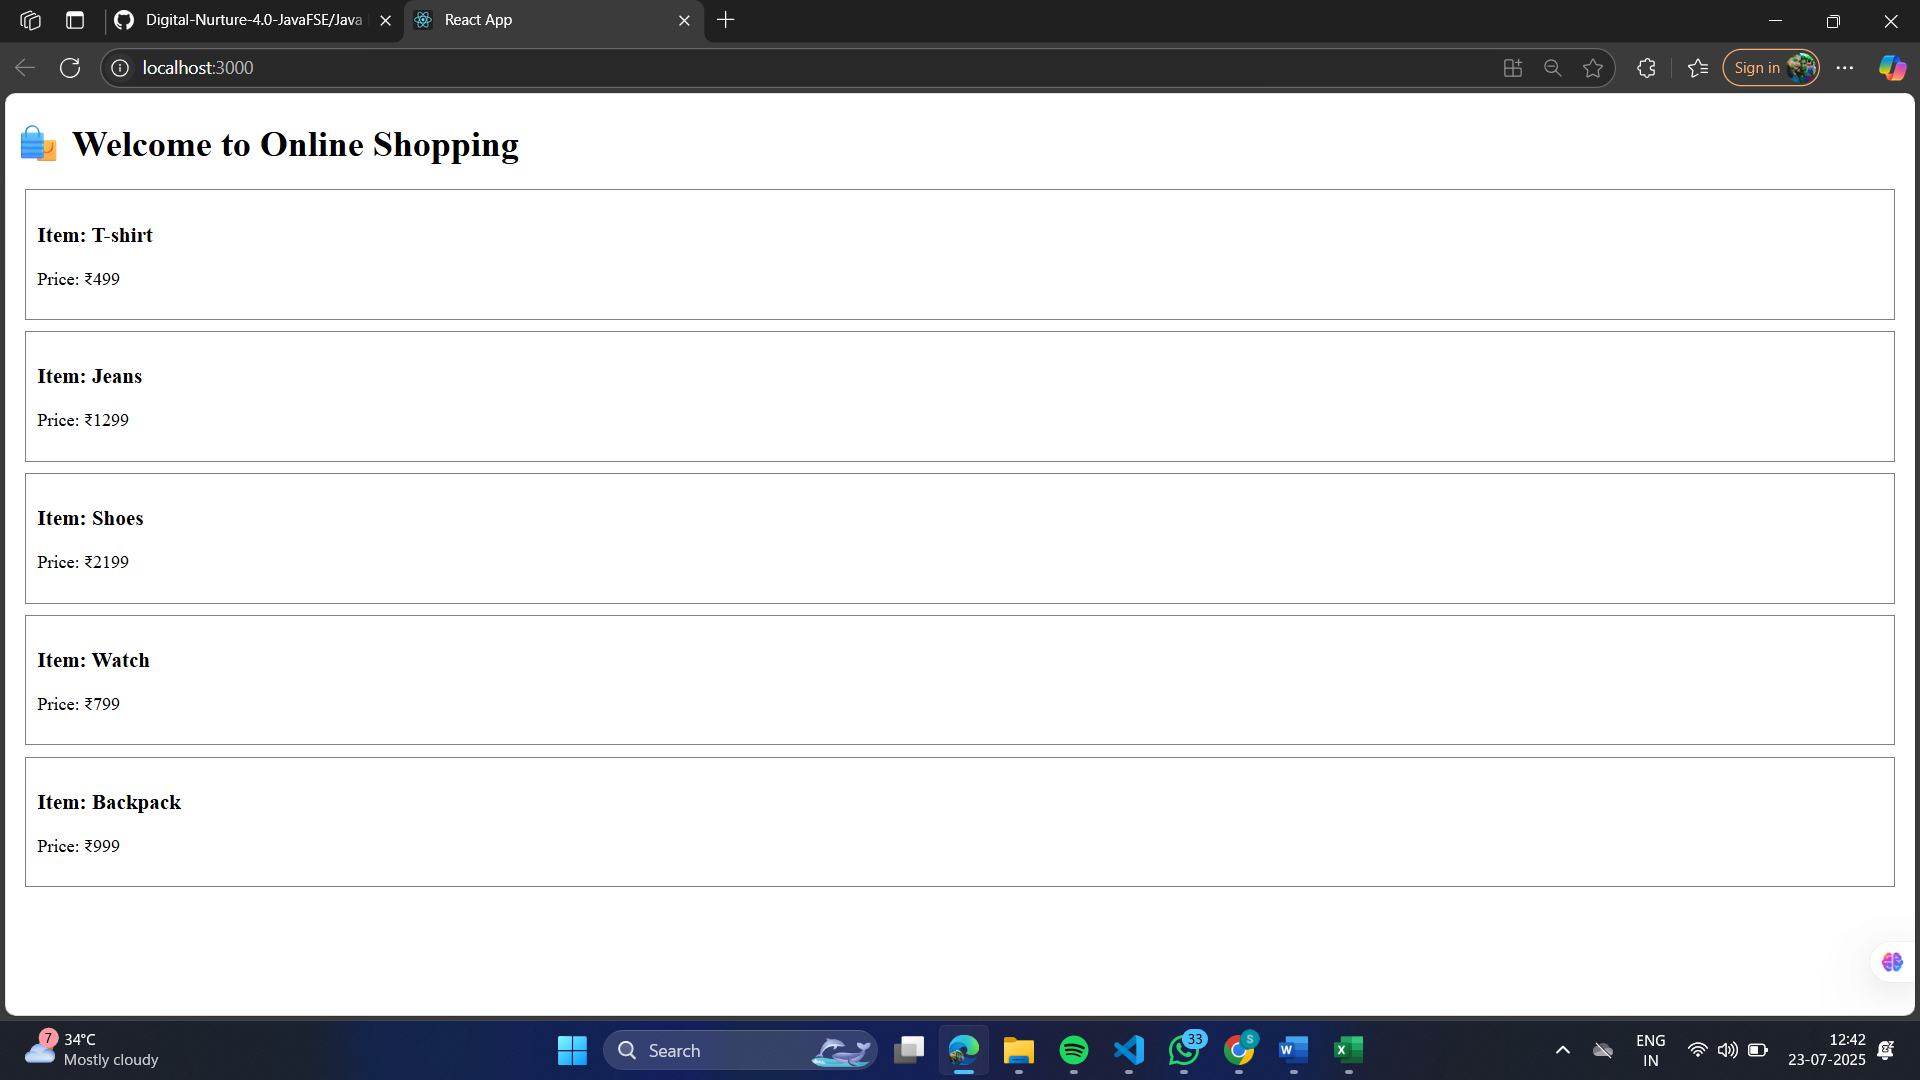 Digital-Nurture-4.0-JavaFSE/Java
React App
localhost:3000
Sign in
Welcome to Online Shopping
Item: T-shirt
Price: ₹499
Item: Jeans
Price: ₹1299
Item: Shoes
Price: ₹2199
Item: Watch
Price: ₹799
Item: Backpack
Price: ₹999
7
34°C
Mostly cloudy
Search
33
S
W
X
ENG
IN
12:42
23-07-2025